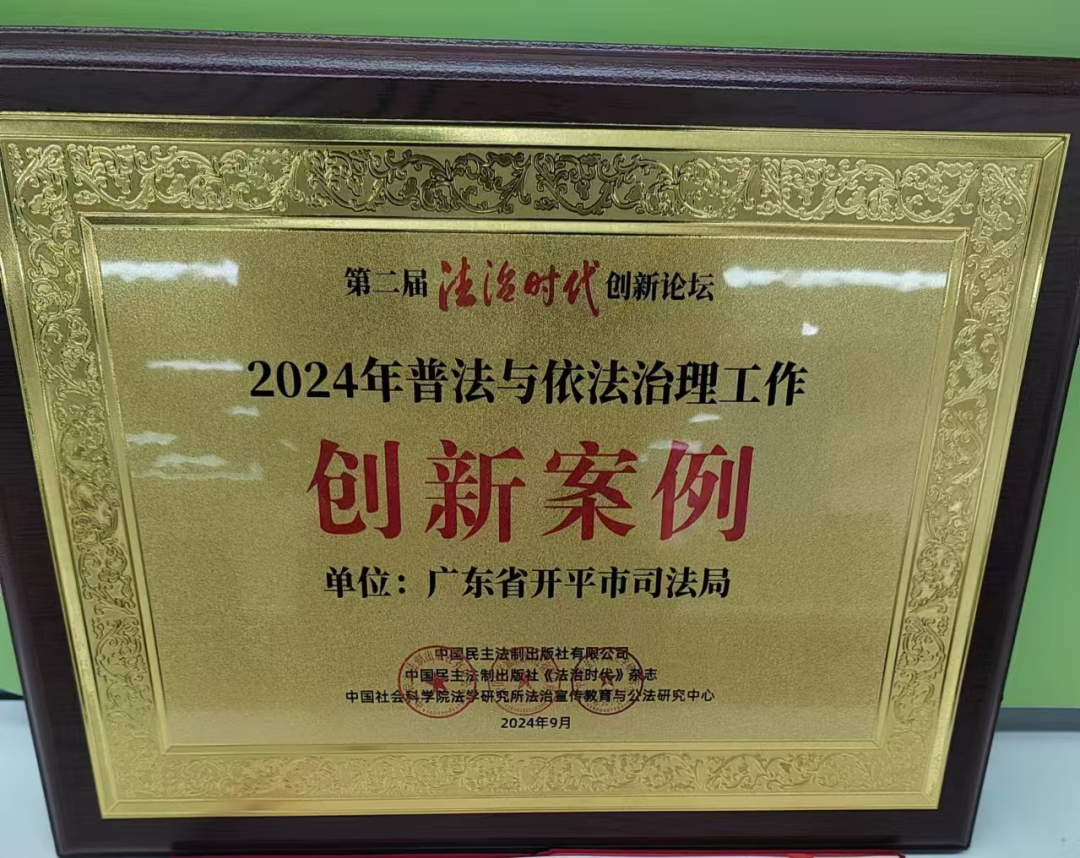 第二届法治时代创新论坛
2024年普法与依法治理工作
创新案例
单位：广东省开平市司法局
中国民主法制出版社有限公司
中国民主法制出版社《法治时代》杂志
中国社会科学院法学研究所法治宣传教育与公法研究中心
2024年9月